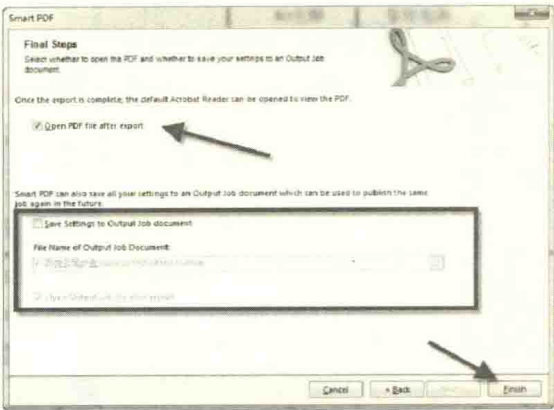 Smart PDF
Final Steps
Select whether to open the PDF and whether to save your settings to an Output Job
document.
Once the export is complete, the default Acrobat Reader can be opened to view the PDF.
Open PDF file after export
Smart PDF can also save all your settings to an Output Job document which can be used to publish the same
job again in the future.
Save Settings to Output Job document
File Name of Output Job Document:
Cancel
< Back
Finish